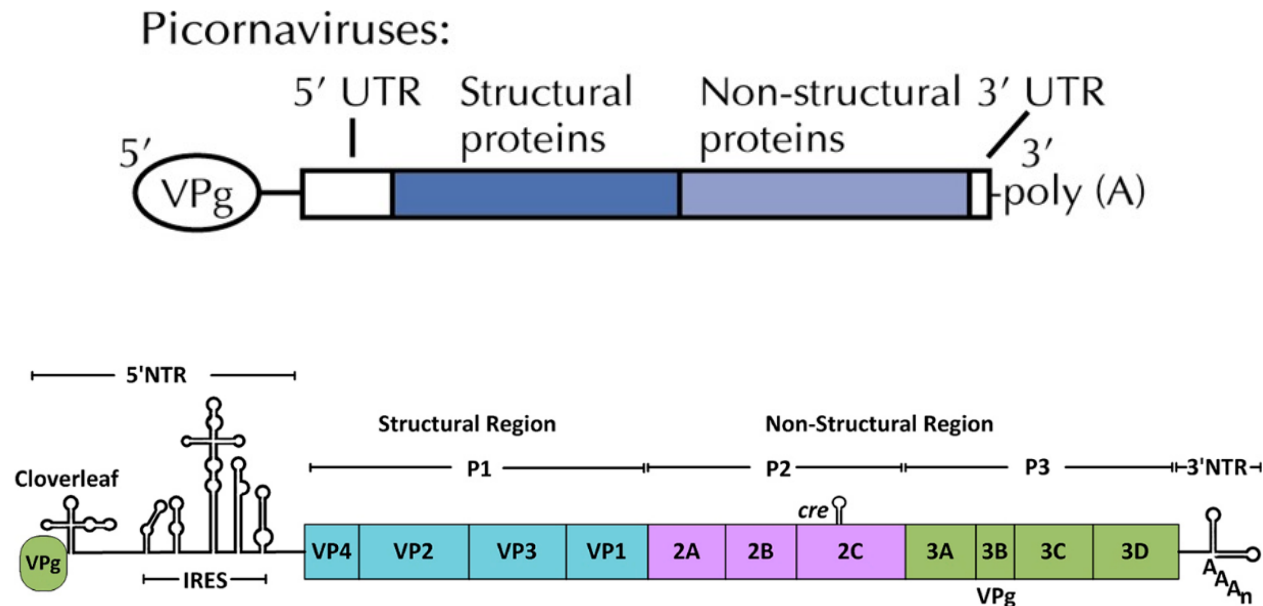 Picornaviruses:
5′ UTR Structural Non-structural 3′ UTR
proteins proteins
5′ 3′
VPg poly (A)
5'NTR
Structural Region Non-Structural Region
P1 P2 P3 3'NTR
Cloverleaf
cre
VPg VP4 VP2 VP3 VP1 2A 2B 2C 3A 3B 3C 3D
IRES VPg AAAn